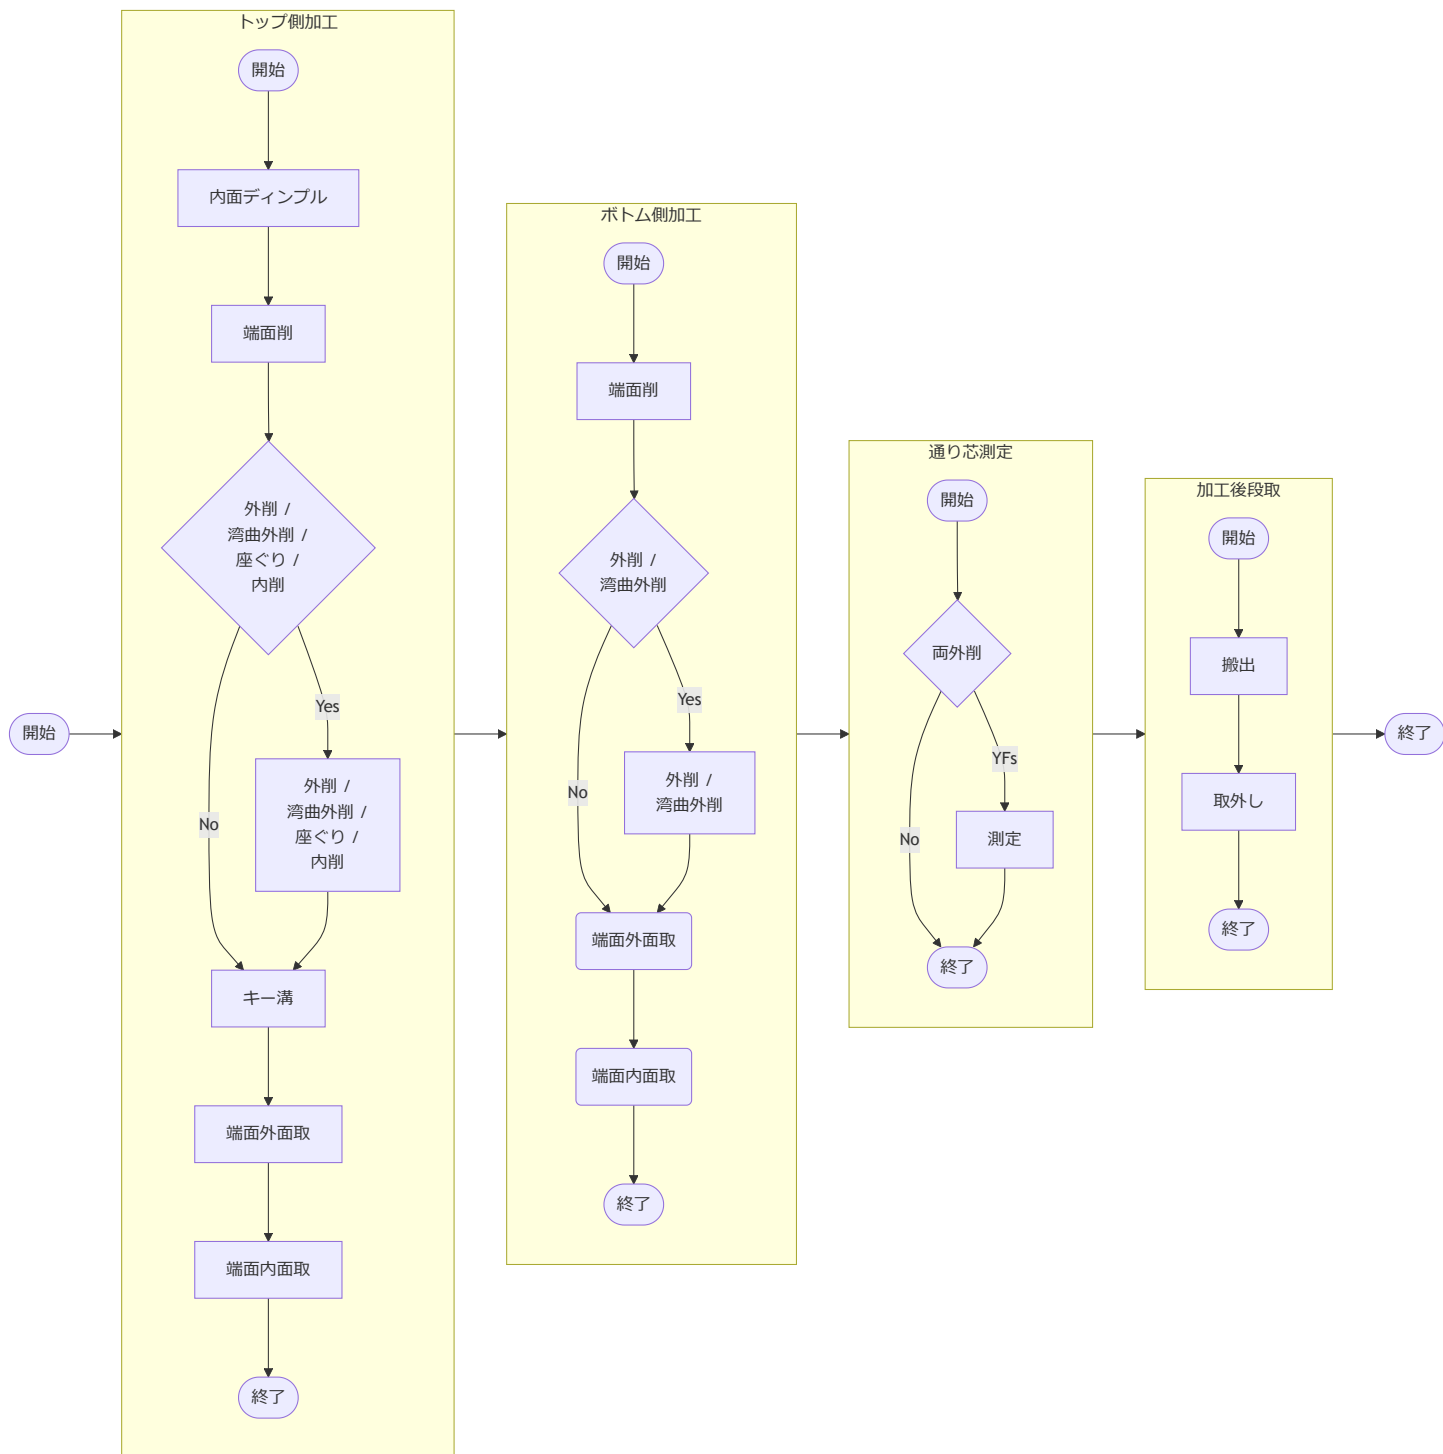 開始
トップ側加工
開始
内面ディンプル
端面削
外削 /
湾曲外削 /
座ぐり /
内削
No
Yes
外削 /
湾曲外削 /
座ぐり /
内削
キー溝
端面外面取
端面内面取
終了
ボトム側加工
開始
端面削
外削 /
湾曲外削
No
Yes
外削 /
湾曲外削
端面外面取
端面内面取
終了
通り芯測定
開始
両外削
No
YFs
測定
終了
加工後段取
開始
搬出
取外し
終了
終了